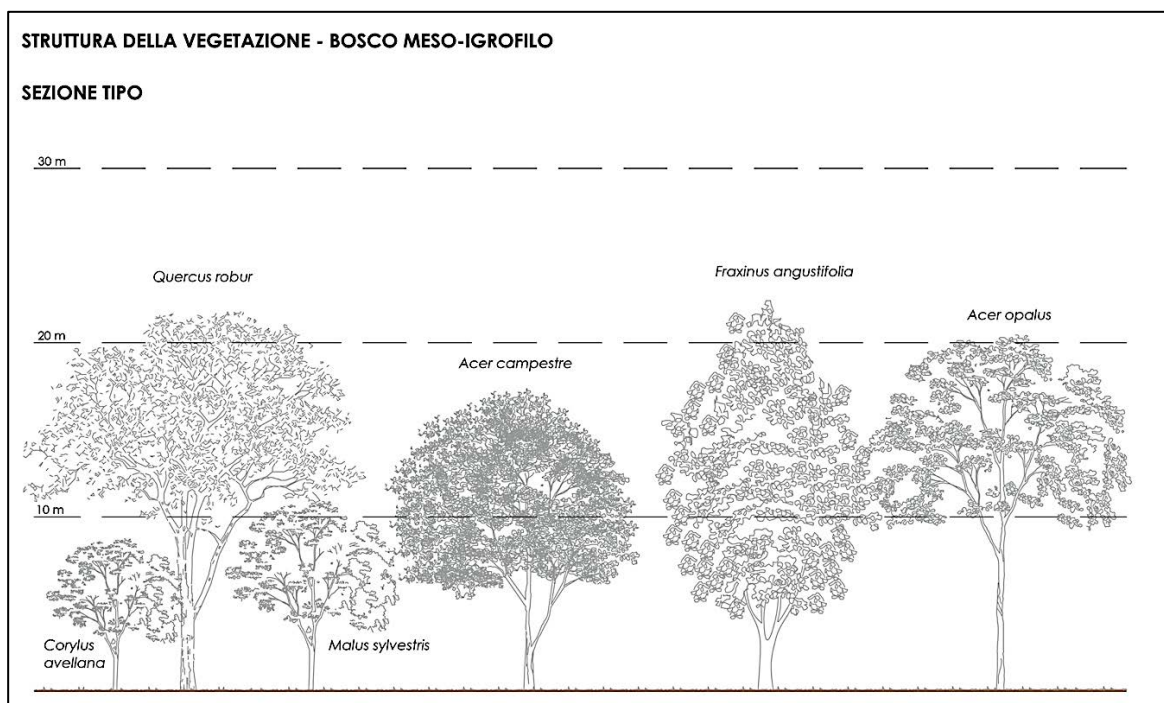 STRUTTURA DELLA VEGETAZIONE - BOSCO MESO-IGROFILO
SEZIONE TIPO
30 m
Quercus robur
Fraxinus angustifolia
Acer opalus
20 m
Acer campestre
10 m
Corylus
avellana
Malus sylvestris